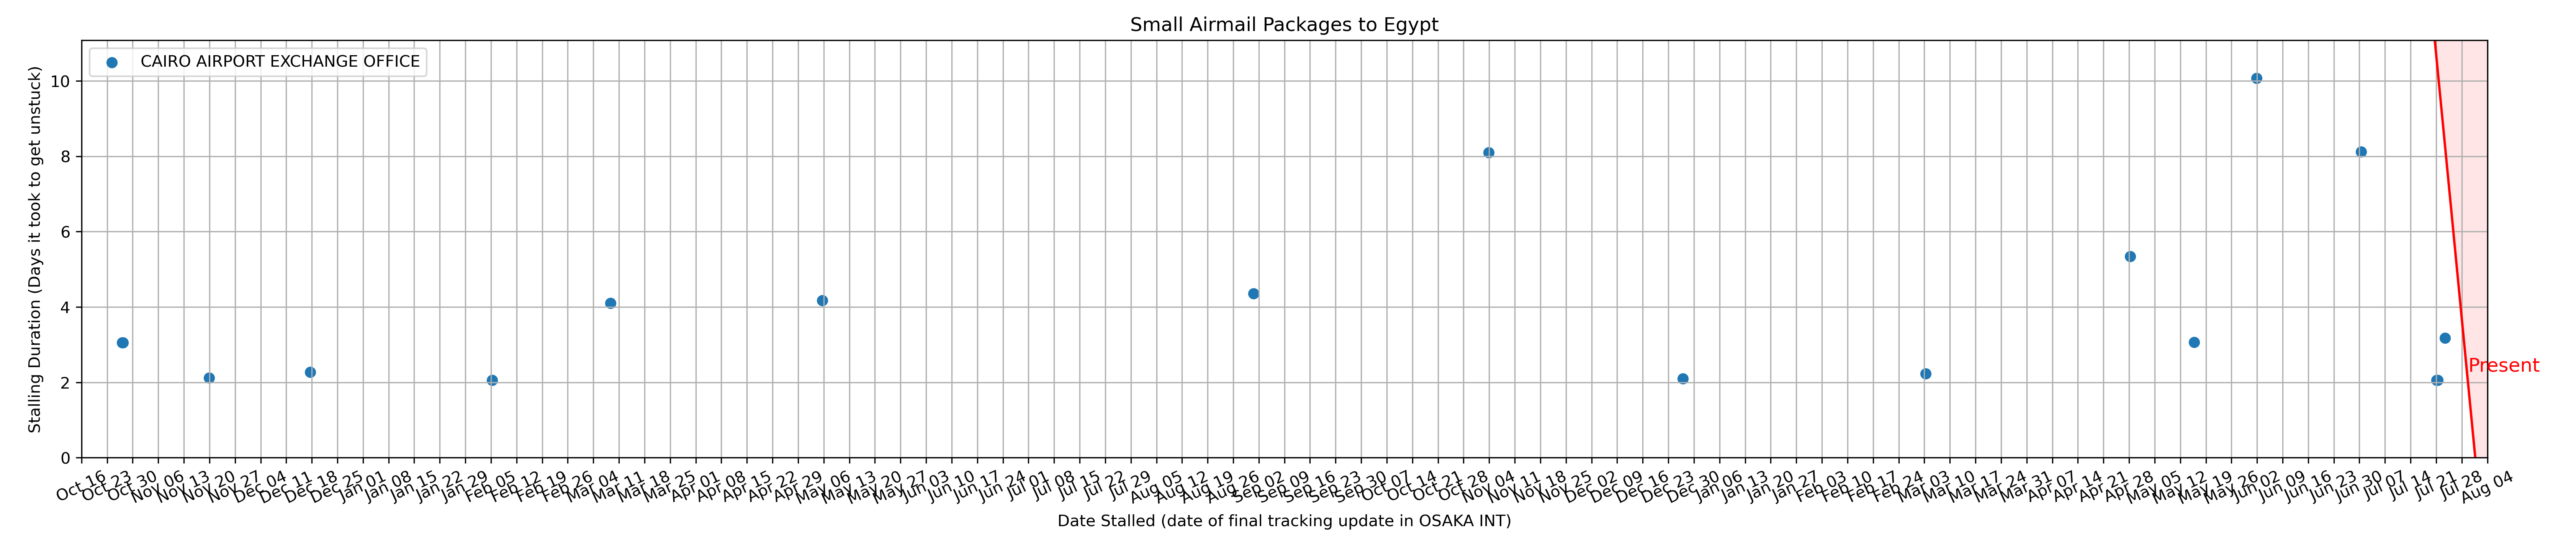 Small Airmail Packages to Egypt
CAIRO AIRPORT EXCHANGE OFFICE
Stalling Duration (Days it took to get unstuck)
10
8
6
4
2
0
Present
Oct 16 Oct 23 Oct 30 Nov 06 Nov 13 Nov 20 Nov 27 Dec 04 Dec 11 Dec 18 Dec 25 Jan 01 Jan 08 Jan 15 Jan 22 Jan 29 Feb 05 Feb 12 Feb 19 Feb 26 Mar 04 Mar 11 Mar 18 Mar 25 Apr 01 Apr 08 Apr 15 Apr 22 Apr 29 May 06 May 13 May 20 May 27 Jun 03 Jun 10 Jun 17 Jun 24 Jul 01 Jul 08 Jul 15 Jul 22 Jul 29 Aug 05 Aug 12 Aug 19 Aug 26 Sep 02 Sep 09 Sep 16 Sep 23 Sep 30 Oct 07 Oct 14 Oct 21 Oct 28 Nov 04 Nov 11 Nov 18 Nov 25 Dec 02 Dec 09 Dec 16 Dec 23 Dec 30 Jan 06 Jan 13 Jan 20 Jan 27 Feb 03 Feb 10 Feb 17 Feb 24 Mar 03 Mar 10 Mar 17 Mar 24 Mar 31 Apr 07 Apr 14 Apr 21 Apr 28 May 05 May 12 May 19 May 26 Jun 02 Jun 09 Jun 16 Jun 23 Jun 30 Jul 07 Jul 14 Jul 21 Jul 28 Aug 04
Date Stalled (date of final tracking update in OSAKA INT)